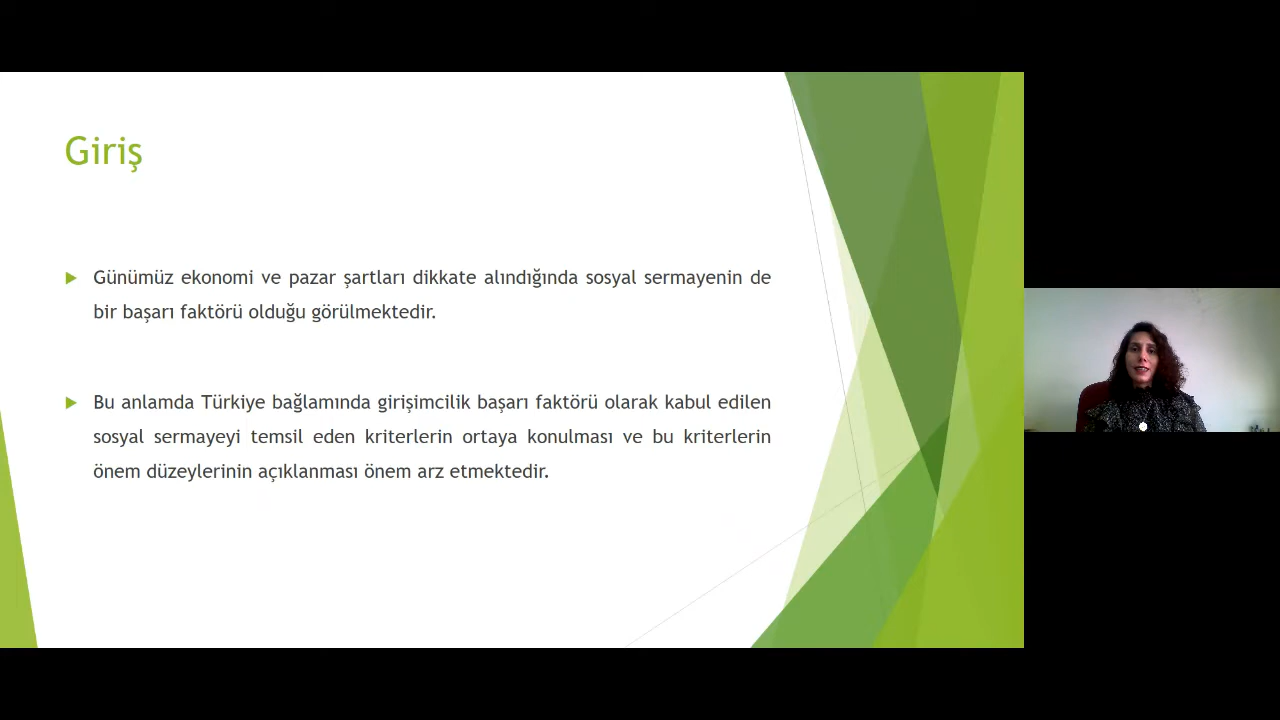 Giriş
Günümüz ekonomi ve pazar şartları dikkate alındığında sosyal sermayenin de
bir başarı faktörü olduğu görülmektedir.
Bu anlamda Türkiye bağlamında girişimcilik başarı faktörü olarak kabul edilen
sosyal sermayeyi temsil eden kriterlerin ortaya konulması ve bu kriterlerin
önem düzeylerinin açıklanması önem arz etmektedir.